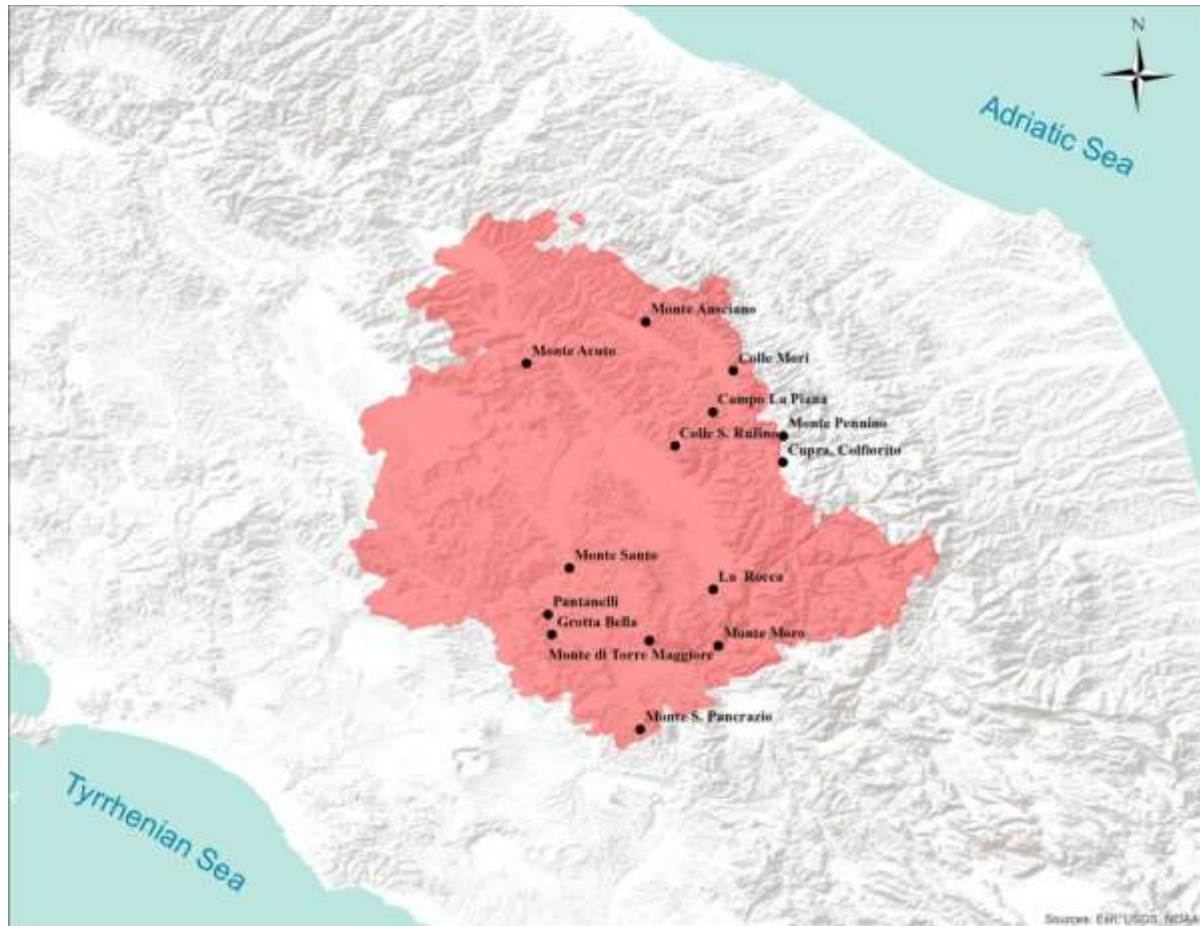 N
Adriatic Sea
Monte Ansciano
Monte Acuto
Colle Mori
Campo La Piana
Monte Pennino
Colle S. Rufino
Cupra, Colfiorito
Monte Santo
La Rocca
Pantanelli
Grotta Bella
Monte Moro
Monte di Torre Maggiore
Monte S. Pancrazio
Tyrrhenian Sea
Sources: Esri, USGS, NOAA